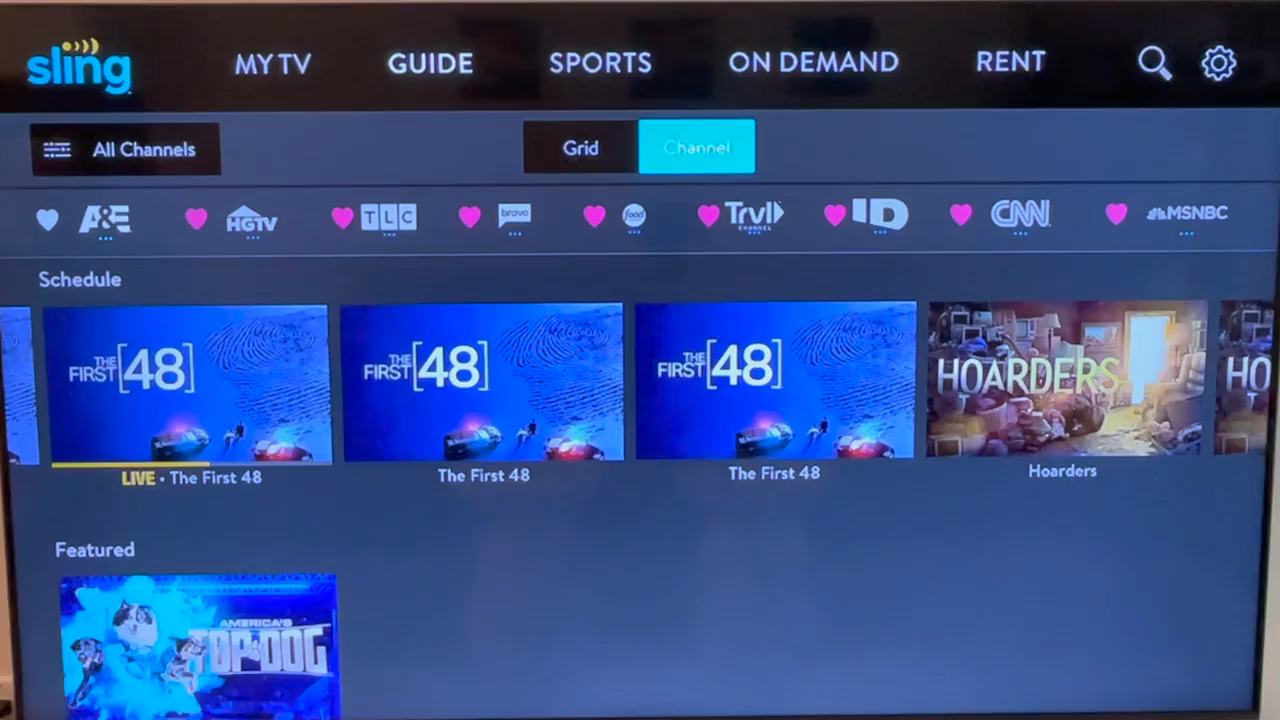 sling MY TV GUIDE SPORTS ON DEMAND RENT
All Channels Grid Channel
A&E HGTV TLC bravo food Trvl CHANNEL ID CNN MSNBC
Schedule
THE FIRST [48] THE FIRST [48] THE FIRST [48] HOARDERS HO
LIVE • The First 48 The First 48 The First 48 Hoarders
Featured
AMERICA'S
TOP DOG